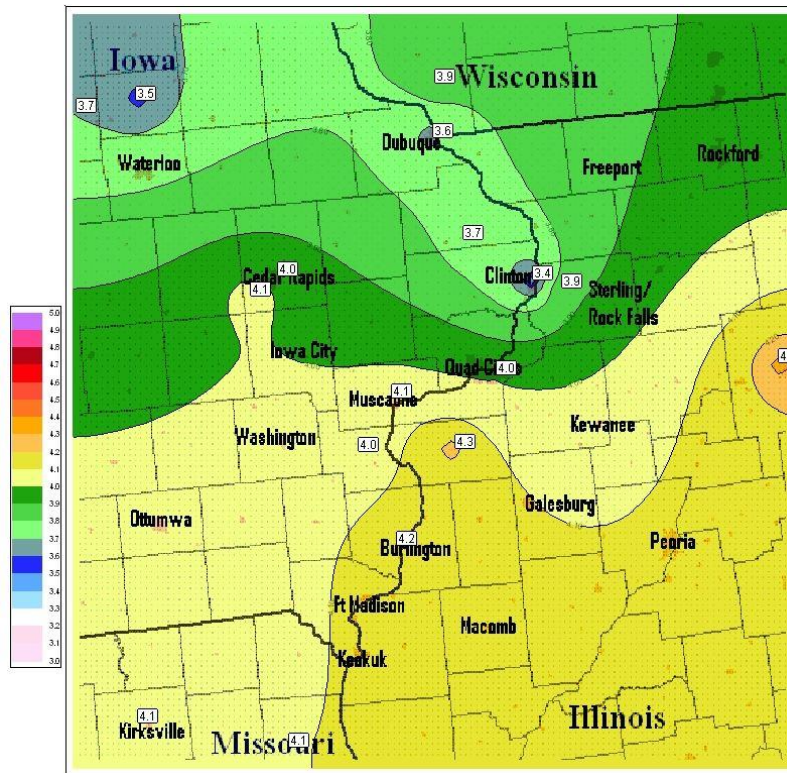 Iowa
Wisconsin
3.9
3.5
3.7
3.6
Dubuque
Waterloo
Freeport
Rockford
3.7
4.0
Cedar Rapids
4.1
Clinton
3.4
3.9
Sterling/
Rock Falls
Iowa City
Quad Cities
4.0
Muscatine
4.1
Kewanee
Washington
4.0
4.3
Galesburg
Ottumwa
4.2
Burlington
Peoria
Ft Madison
Macomb
Keokuk
4.1
Kirksville
Missouri
4.1
Illinois
5.0
4.9
4.8
4.7
4.6
4.5
4.4
4.3
4.2
4.1
4.0
3.9
3.8
3.7
3.6
3.5
3.4
3.3
3.2
3.1
3.0